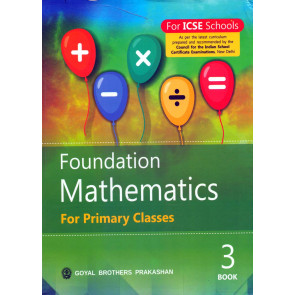 For ICSE Schools
As per the latest curriculum
prepared and recommended by the
Council for the Indian School
Certificate Examinations, New Delhi
+
×
−
÷
=
Foundation
Mathematics
For Primary Classes
3
BOOK
GOYAL BROTHERS PRAKASHAN